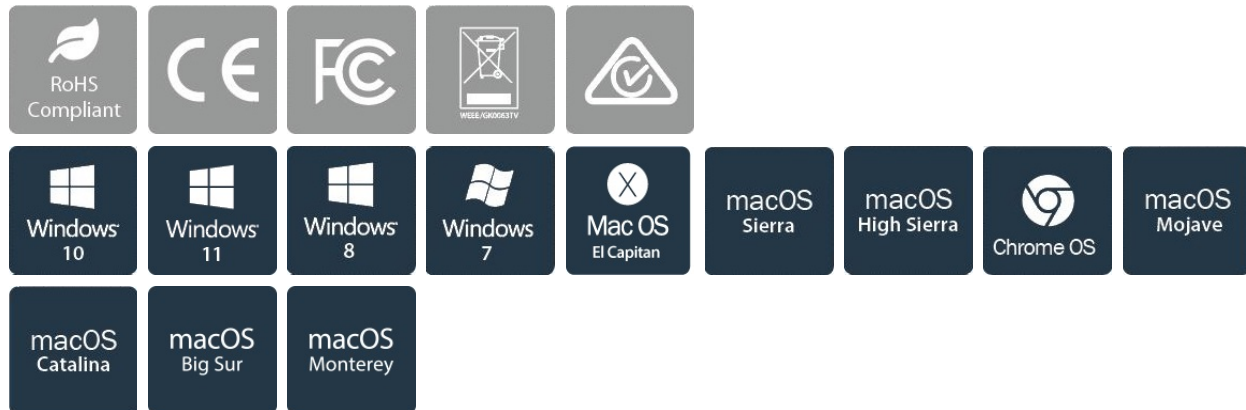 RoHS
Compliant
CE
FC
WEEE/GK0083TV
Windows
10
Windows
11
Windows
8
Windows
7
X
Mac OS
El Capitan
macOS
Sierra
macOS
High Sierra
Chrome OS
macOS
Mojave
macOS
Catalina
macOS
Big Sur
macOS
Monterey